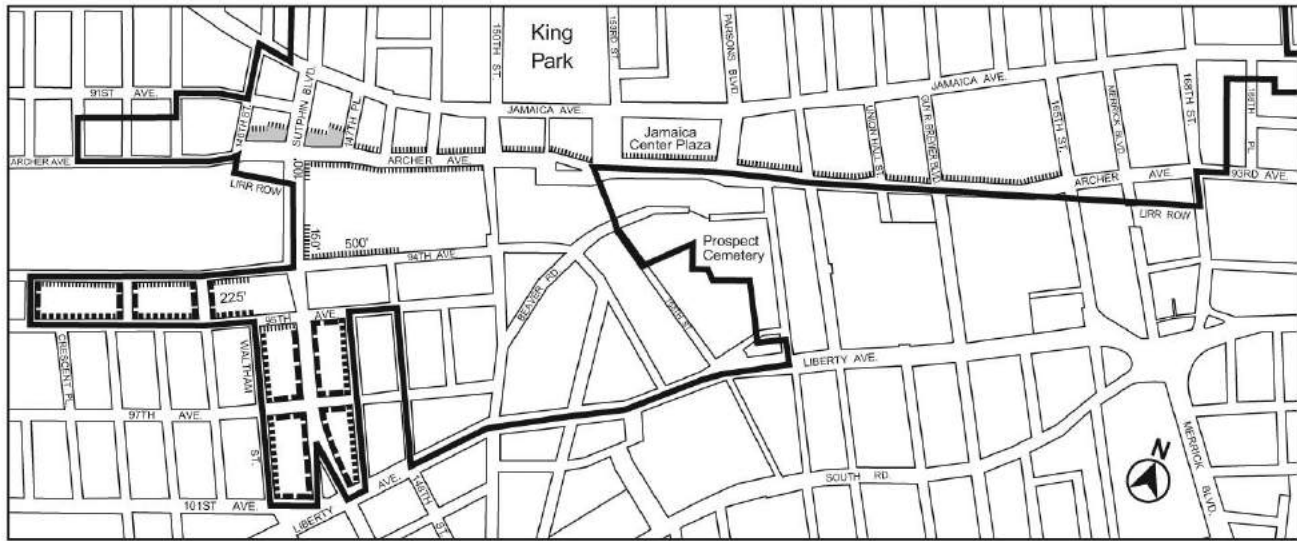 King
Park
150TH ST.
153RD ST.
PARSONS BLVD.
91ST AVE.
SUTPHIN BLVD.
147TH PL.
JAMAICA AVE.
JAMAICA AVE.
168TH ST.
Jamaica
Center Plaza
UNION HALL ST.
GUY R. BREWER BLVD.
165TH ST.
MERRICK BLVD.
PL.
ARCHER AVE.
ARCHER AVE.
ARCHER AVE.
93RD AVE.
LIRR ROW
LIRR ROW
100'
150'
500'
94TH AVE.
Prospect
Cemetery
BEAVER RD.
225'
95TH AVE.
CRESCENT PL.
WALTHAM ST.
LIBERTY AVE.
97TH AVE.
MERRICK BLVD.
SOUTH RD.
101ST AVE.
LIBERTY AVE.
148TH ST.
N